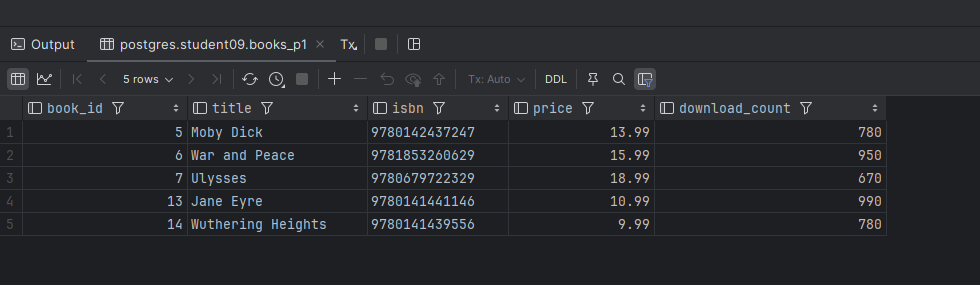 Output postgres.student09.books_p1 Tx
5 rows Tx: Auto DDL
book_id title isbn price download_count
1 5 Moby Dick 9780142437247 13.99 780
2 6 War and Peace 9781853260629 15.99 950
3 7 Ulysses 9780679722329 18.99 670
4 13 Jane Eyre 9780141441146 10.99 990
5 14 Wuthering Heights 9780141439556 9.99 780